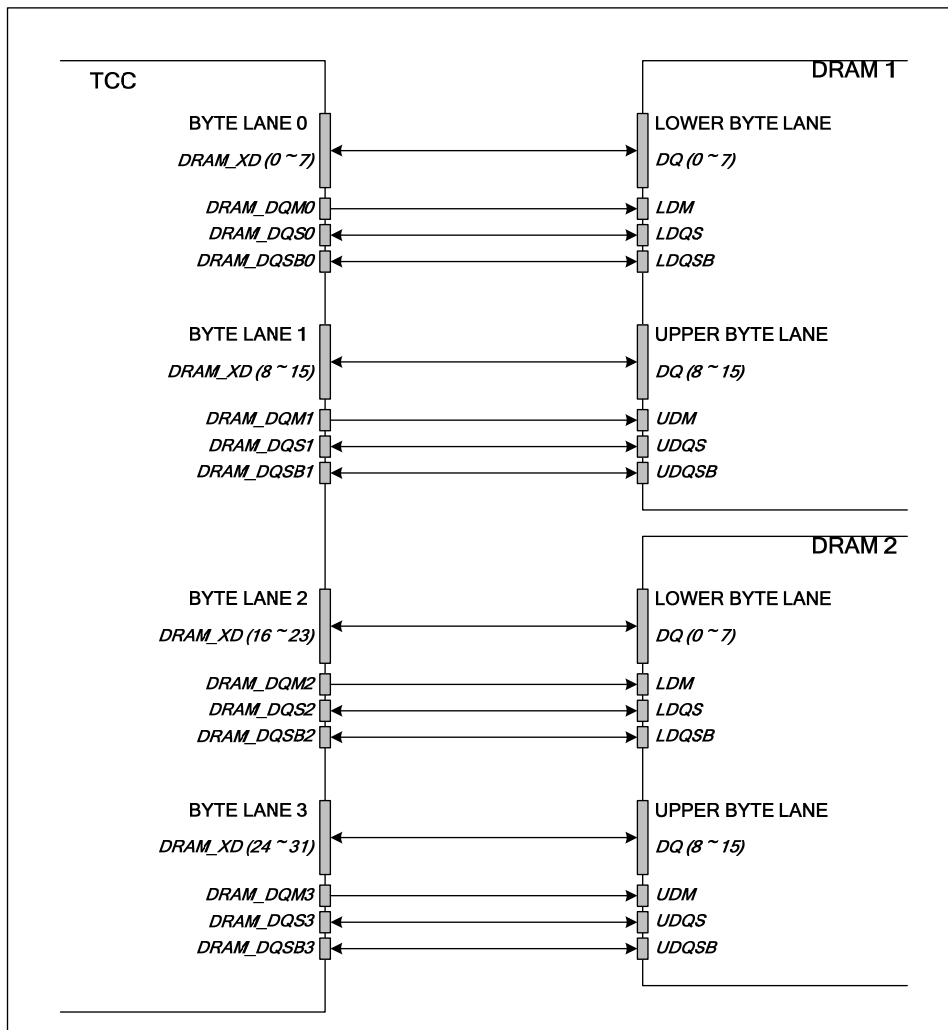 TCC
DRAM 1
BYTE LANE 0
LOWER BYTE LANE
DRAM_XD (0 ~ 7)
DQ (0 ~ 7)
DRAM_DQM0
LDM
DRAM_DQS0
LDQS
DRAM_DQSB0
LDQSB
BYTE LANE 1
UPPER BYTE LANE
DRAM_XD (8 ~ 15)
DQ (8 ~ 15)
DRAM_DQM1
UDM
DRAM_DQS1
UDQS
DRAM_DQSB1
UDQSB
DRAM 2
BYTE LANE 2
LOWER BYTE LANE
DRAM_XD (16 ~ 23)
DQ (0 ~ 7)
DRAM_DQM2
LDM
DRAM_DQS2
LDQS
DRAM_DQSB2
LDQSB
BYTE LANE 3
UPPER BYTE LANE
DRAM_XD (24 ~ 31)
DQ (8 ~ 15)
DRAM_DQM3
UDM
DRAM_DQS3
UDQS
DRAM_DQSB3
UDQSB